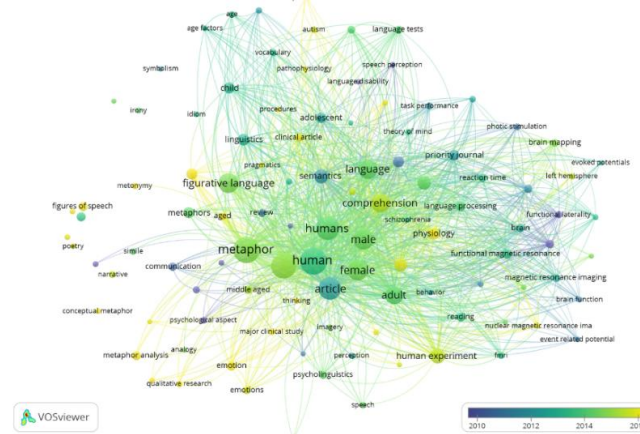 age
age factors
autism
language tests
vocabulary
speech perception
symbolism
pathophysiology
language disability
child
task performance
irony
idiom
procedures
adolescent
photic stimulation
linguistics
clinical article
theory of mind
brain mapping
priority journal
evoked potentials
pragmatics
semantics
language
reaction time
left hemisphere
metonymy
figurative language
comprehension
figures of speech
metaphors
aged
review
schizophrenia
language processing
functional laterality
poetry
humans
male
physiology
brain
simile
metaphor
human
functional magnetic resonance
narrative
communication
female
magnetic resonance imaging
middle aged
article
adult
behavior
brain function
conceptual metaphor
thinking
psychological aspect
imagery
reading
nuclear magnetic resonance ima
major clinical study
event related potential
metaphor analysis
analogy
perception
human experiment
fmri
emotion
psycholinguistics
qualitative research
emotions
speech
VOSviewer
2010
2012
2014